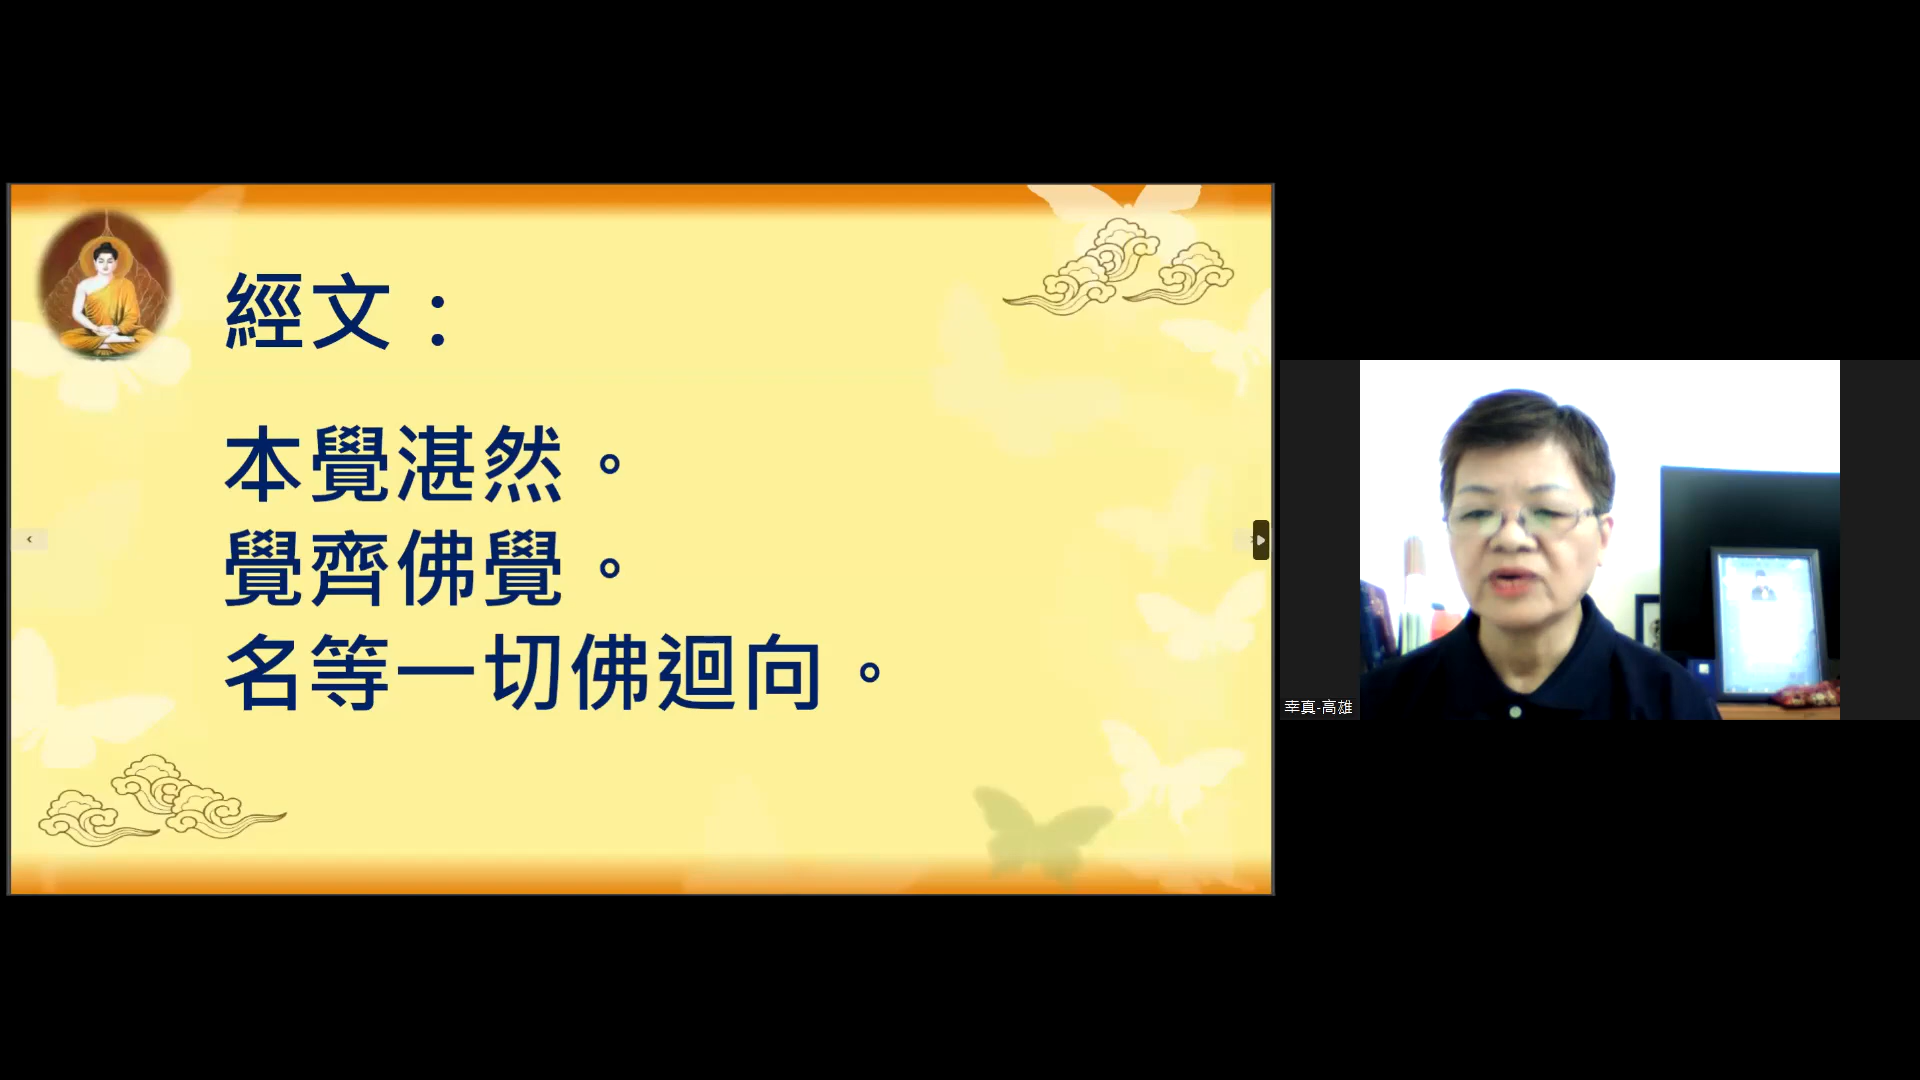 經文：
本覺湛然。
覺齊佛覺。
名等一切佛迴向。
幸真-高雄